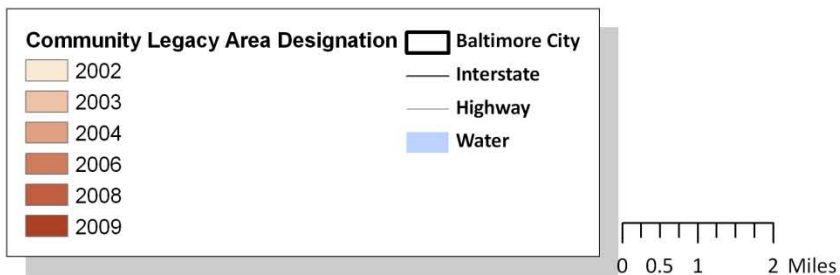 Community Legacy Area Designation
2002
2003
2004
2006
2008
2009
Baltimore City
Interstate
Highway
Water
0 0.5 1 2 Miles